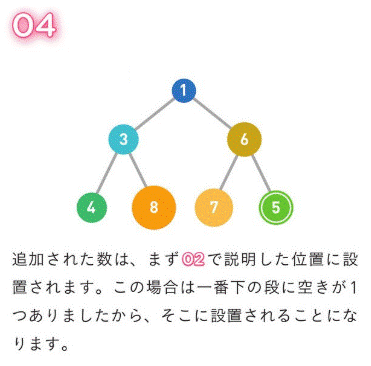 04
1
3
6
4
8
7
5
追加された数は、まず02で説明した位置に設
置されます。この場合は一番下の段に空きが1
つありましたから、そこに設置されることにな
ります。